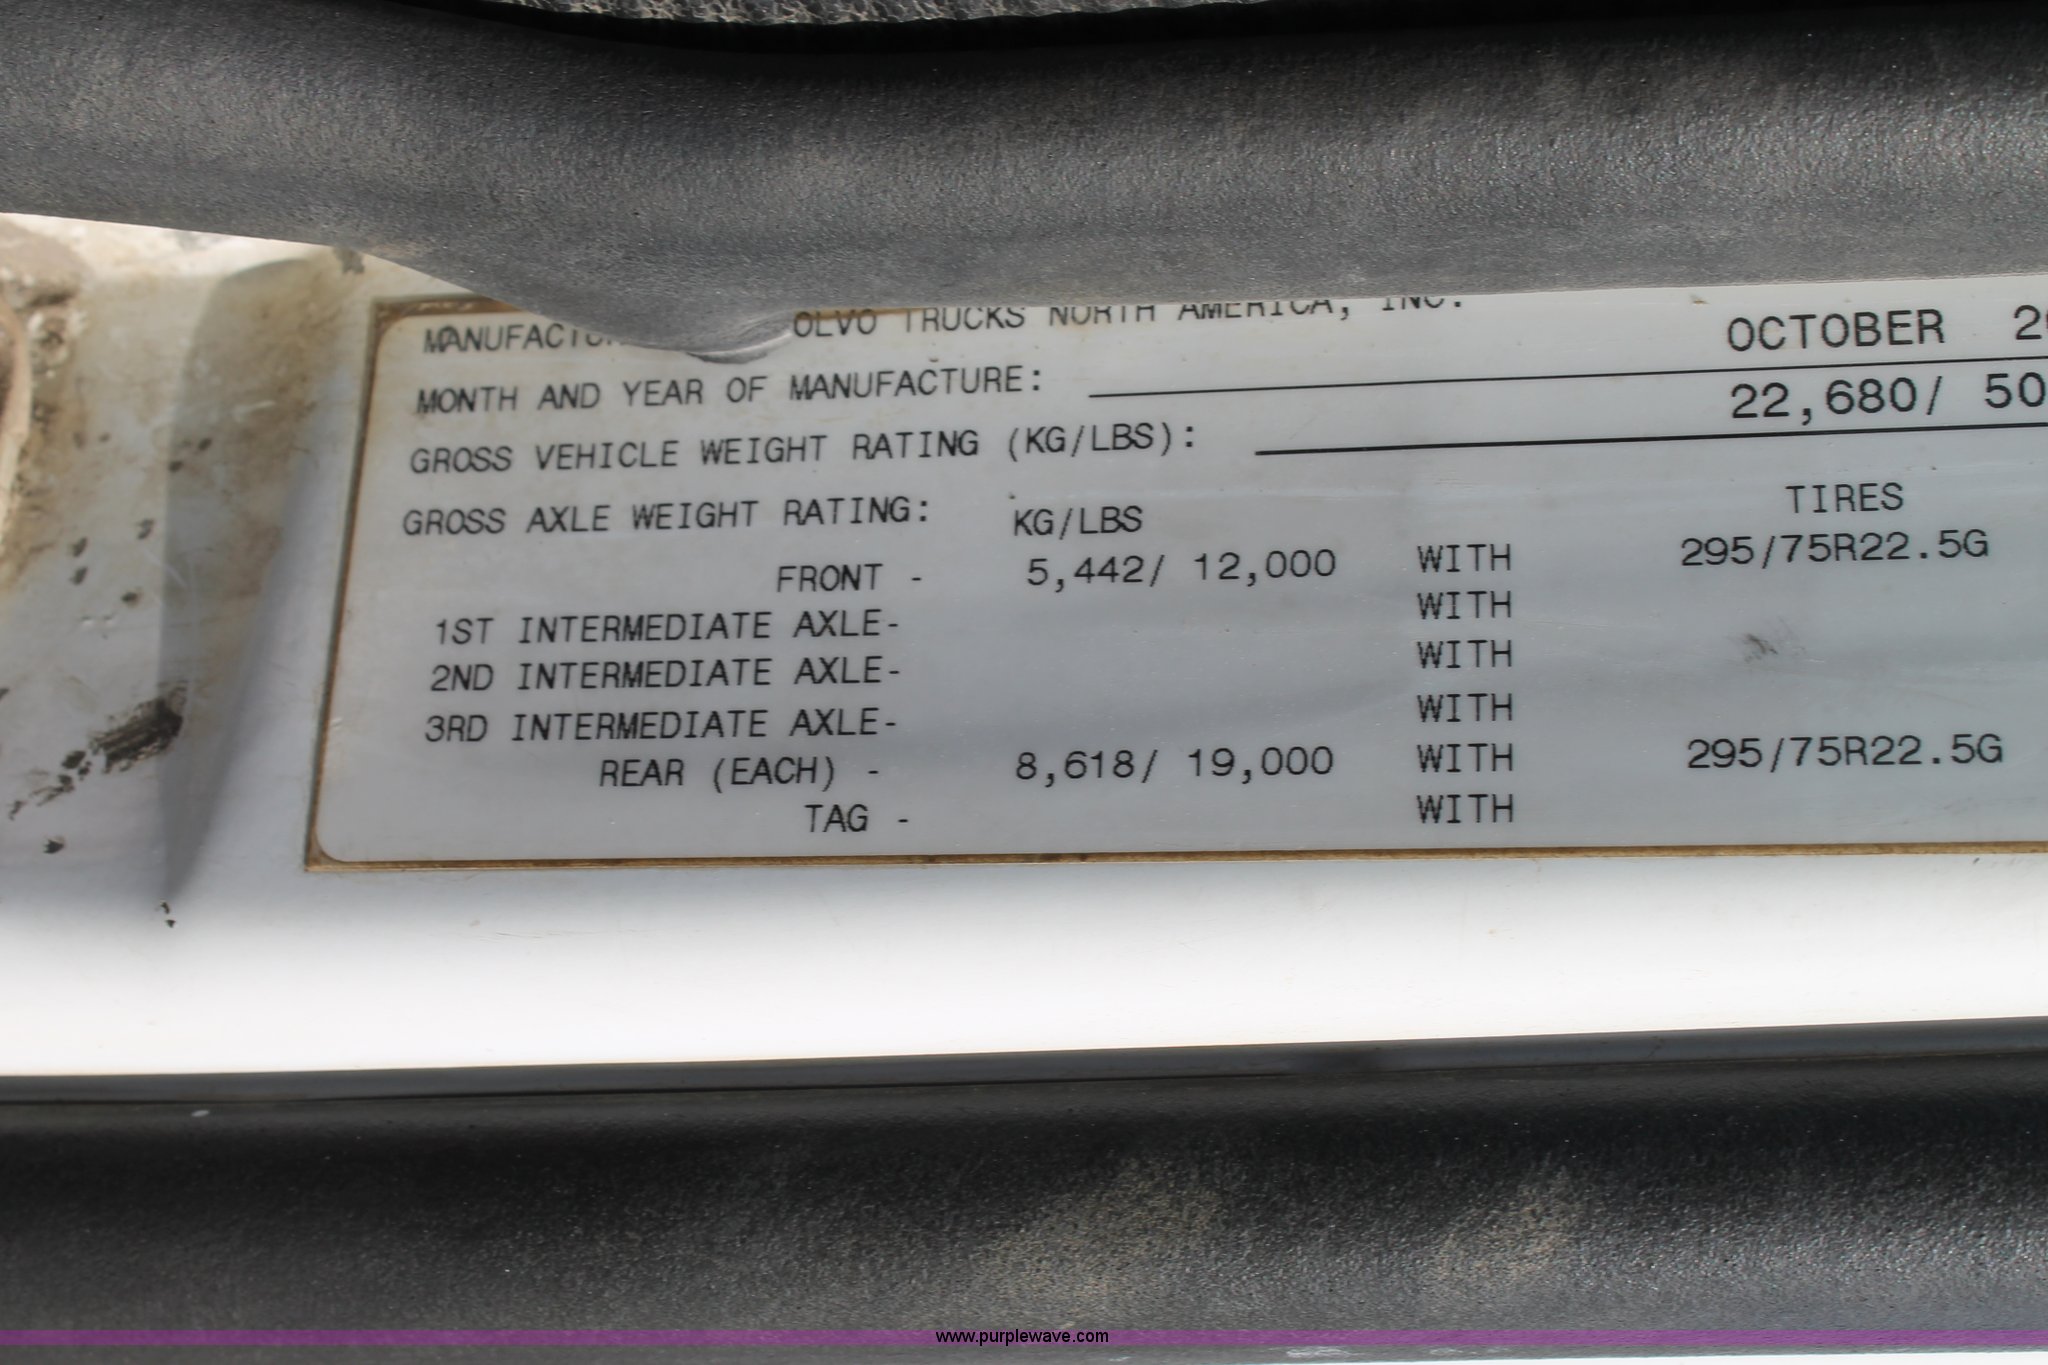 OLVO TRUCKS NORTH AMERICA, INC.
MONTH AND YEAR OF MANUFACTURE: OCTOBER
GROSS VEHICLE WEIGHT RATING (KG/LBS): 22,680/ 50
GROSS AXLE WEIGHT RATING: KG/LBS TIRES
FRONT - 5,442/ 12,000 WITH 295/75R22.5G
1ST INTERMEDIATE AXLE- WITH
2ND INTERMEDIATE AXLE- WITH
3RD INTERMEDIATE AXLE- WITH
REAR (EACH) - 8,618/ 19,000 WITH 295/75R22.5G
TAG - WITH
www.purplewave.com